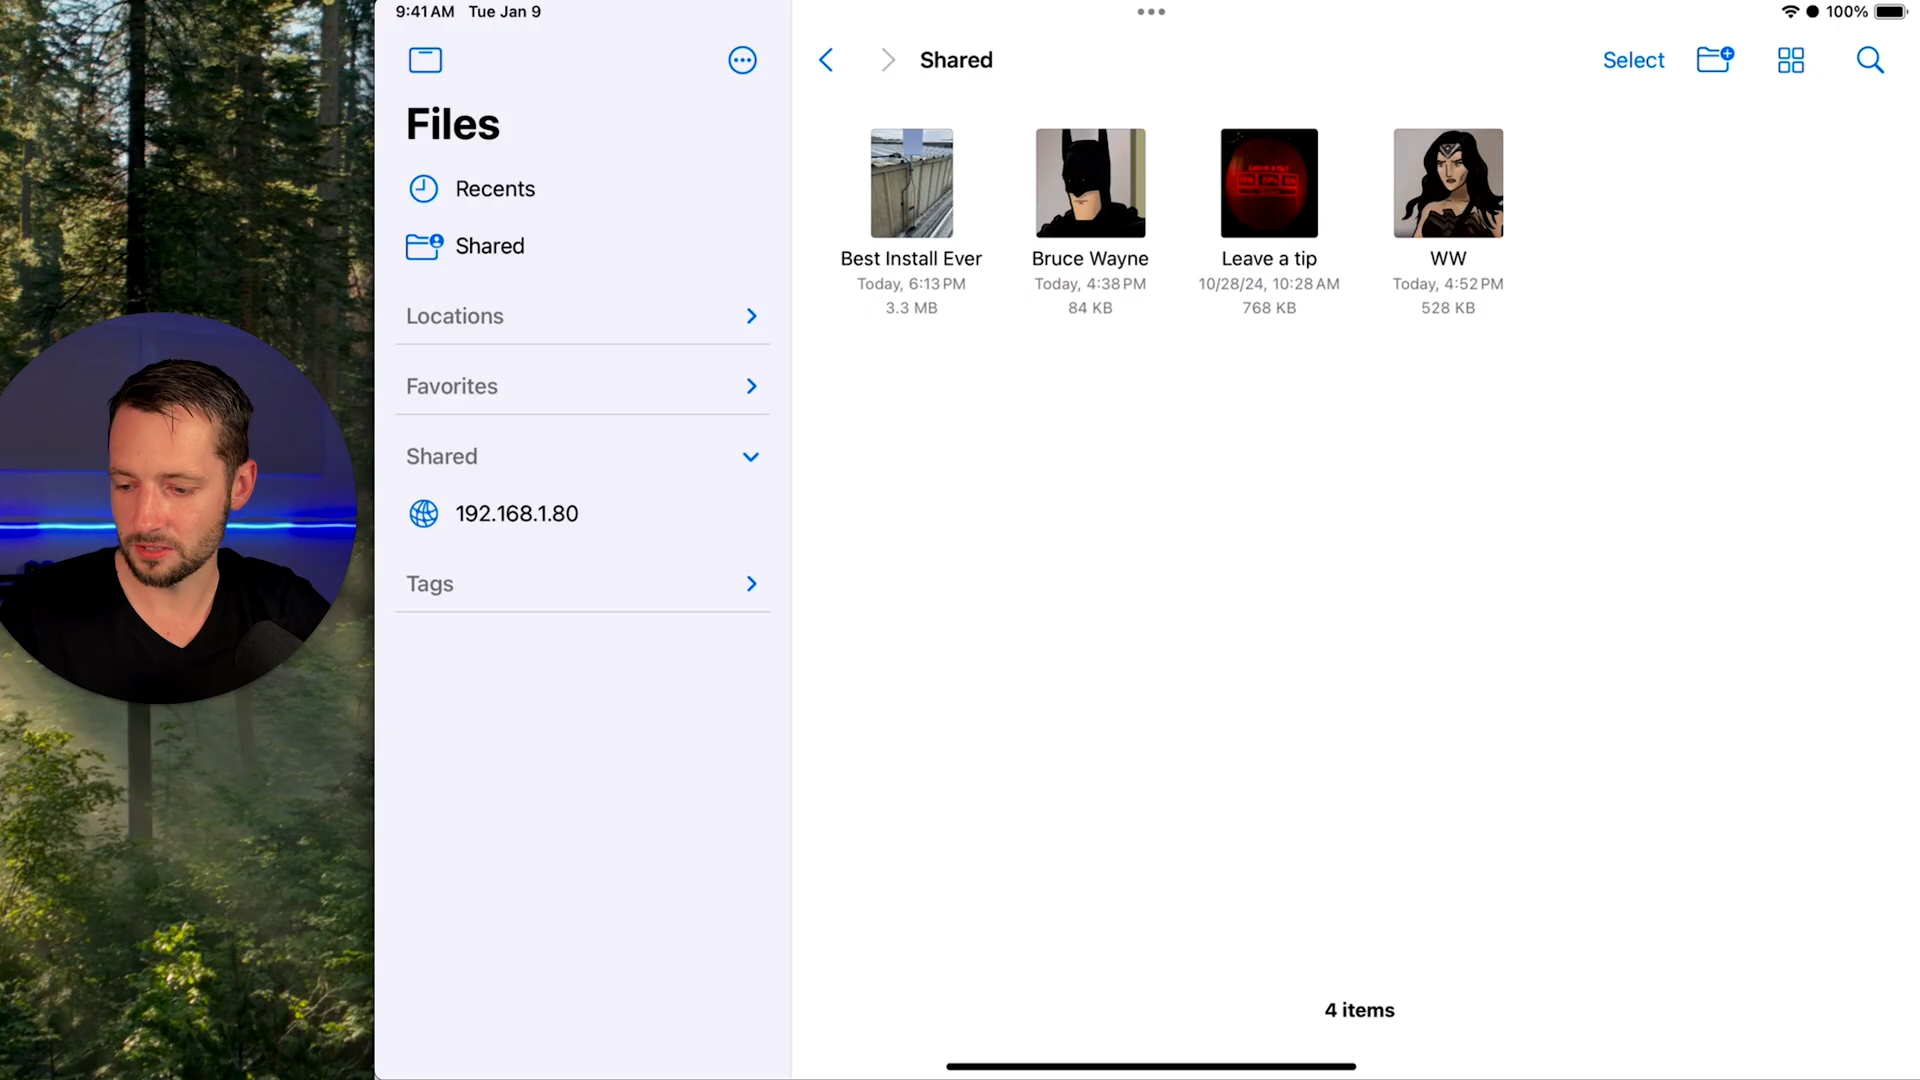 9:41 AM Tue Jan 9
100%
Files
Recents
Shared
Locations
Favorites
Shared
192.168.1.80
Tags
Shared
Select
Best Install Ever
Today, 6:13 PM
3.3 MB
Bruce Wayne
Today, 4:38 PM
84 KB
Leave a tip
10/28/24, 10:28 AM
768 KB
WW
Today, 4:52 PM
528 KB
4 items